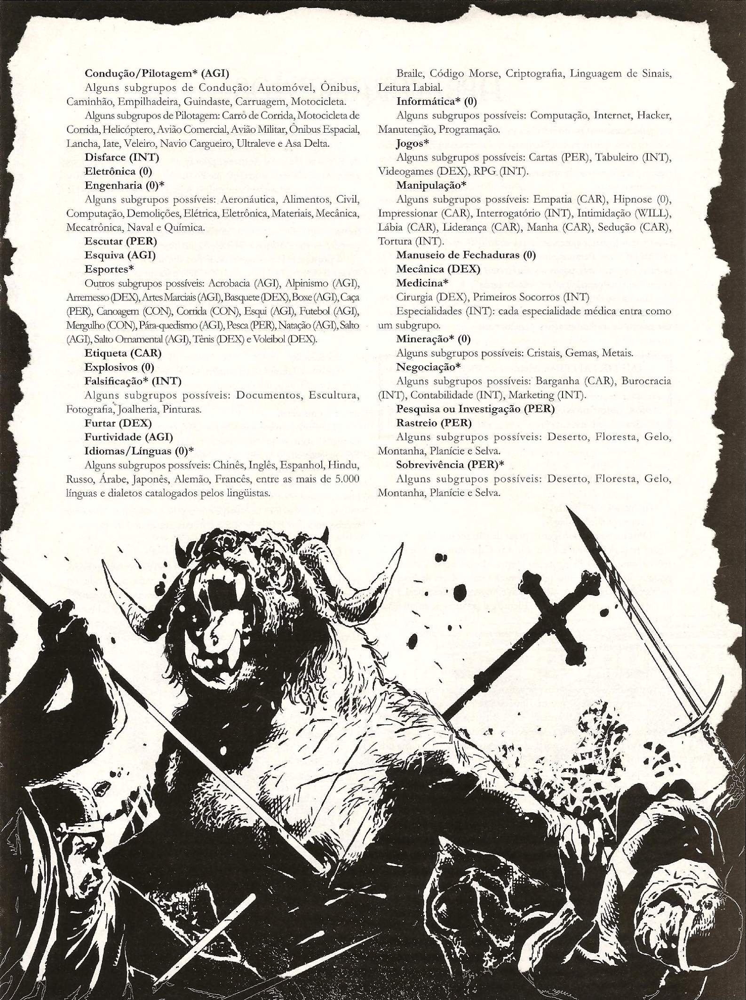 Condução/Pilotagem* (AGI)
Alguns subgrupos de Condução: Automóvel, Ônibus,
Caminhão, Empilhadeira, Guindaste, Carruagem, Motocicleta.
Alguns subgrupos de Pilotagem: Carro de Corrida, Motocicleta de
Corrida, Helicóptero, Avião Comercial, Avião Militar, Ônibus Espacial,
Lancha, Iate, Veleiro, Navio Cargueiro, Ultraleve e Asa Delta.
Disfarce (INT)
Eletrônica (0)
Engenharia (0)*
Alguns subgrupos possíveis: Aeronáutica, Alimentos, Civil,
Computação, Demolições, Elétrica, Eletrônica, Materiais, Mecânica,
Mecatrônica, Naval e Química.
Escutar (PER)
Esquiva (AGI)
Esportes*
Outros subgrupos possíveis: Acrobacia (AGI), Alpinismo (AGI),
Arremesso (DEX), Artes Marciais (AGI), Basquete (DEX), Boxe (AGI), Caça
(PER), Canoagem (CON), Corrida (CON), Esqui (AGI), Futebol (AGI),
Mergulho (CON), Pára-quedismo (AGI), Pesca (PER), Natação (AGI), Salto
(AGI), Salto Ornamental (AGI), Tênis (DEX) e Voleibol (DEX).
Etiqueta (CAR)
Explosivos (0)
Falsificação* (INT)
Alguns subgrupos possíveis: Documentos, Escultura,
Fotografia, Joalheria, Pinturas.
Furtar (DEX)
Furtividade (AGI)
Idiomas/Línguas (0)*
Alguns subgrupos possíveis: Chinês, Inglês, Espanhol, Hindu,
Russo, Árabe, Japonês, Alemão, Francês, entre as mais de 5.000
línguas e dialetos catalogados pelos lingüistas.
Braile, Código Morse, Criptografia, Linguagem de Sinais,
Leitura Labial.
Informática* (0)
Alguns subgrupos possíveis: Computação, Internet, Hacker,
Manutenção, Programação.
Jogos*
Alguns subgrupos possíveis: Cartas (PER), Tabuleiro (INT),
Videogames (DEX), RPG (INT).
Manipulação*
Alguns subgrupos possíveis: Empatia (CAR), Hipnose (0),
Impressionar (CAR), Interrogatório (INT), Intimidação (WILL),
Lábia (CAR), Liderança (CAR), Manha (CAR), Sedução (CAR),
Tortura (INT).
Manuseio de Fechaduras (0)
Mecânica (DEX)
Medicina*
Cirurgia (DEX), Primeiros Socorros (INT)
Especialidades (INT): cada especialidade médica entra como
um subgrupo.
Mineração* (0)
Alguns subgrupos possíveis: Cristais, Gemas, Metais.
Negociação*
Alguns subgrupos possíveis: Barganha (CAR), Burocracia
(INT), Contabilidade (INT), Marketing (INT).
Pesquisa ou Investigação (PER)
Rastreio (PER)
Alguns subgrupos possíveis: Deserto, Floresta, Gelo,
Montanha, Planície e Selva.
Sobrevivência (PER)*
Alguns subgrupos possíveis: Deserto, Floresta, Gelo,
Montanha, Planície e Selva.